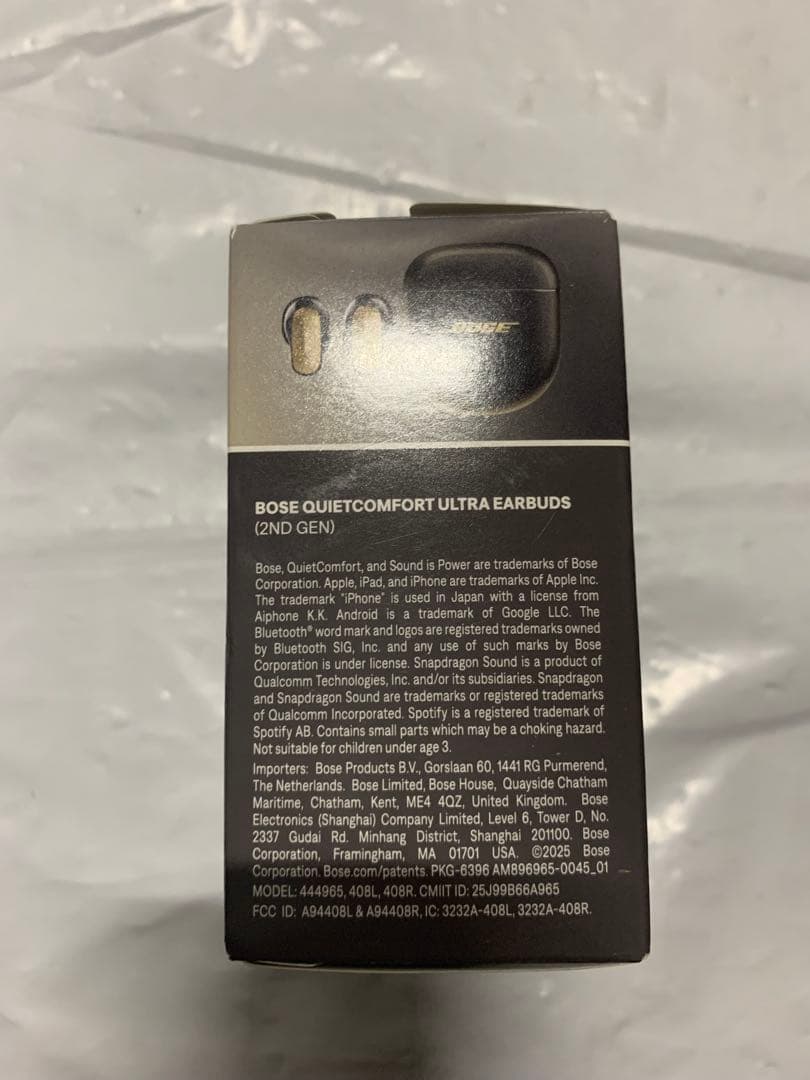 BOSE
BOSE QUIETCOMFORT ULTRA EARBUDS
(2ND GEN)
Bose, QuietComfort, and Sound is Power are trademarks of Bose
Corporation. Apple, iPad, and iPhone are trademarks of Apple Inc.
The trademark "iPhone" is used in Japan with a license from
Aiphone K.K. Android is a trademark of Google LLC. The
Bluetooth® word mark and logos are registered trademarks owned
by Bluetooth SIG, Inc. and any use of such marks by Bose
Corporation is under license. Snapdragon Sound is a product of
Qualcomm Technologies, Inc. and/or its subsidiaries. Snapdragon
and Snapdragon Sound are trademarks or registered trademarks
of Qualcomm Incorporated. Spotify is a registered trademark of
Spotify AB. Contains small parts which may be a choking hazard.
Not suitable for children under age 3.
Importers: Bose Products B.V., Gorslaan 60, 1441 RG Purmerend,
The Netherlands. Bose Limited, Bose House, Quayside Chatham
Maritime, Chatham, Kent, ME4 4QZ, United Kingdom. Bose
Electronics (Shanghai) Company Limited, Level 6, Tower D, No.
2337 Gudai Rd. Minhang District, Shanghai 201100. Bose
Corporation, Framingham, MA 01701 USA. ©2025 Bose
Corporation. Bose.com/patents. PKG-6396 AM896965-0045_01
MODEL: 444965, 408L, 408R. CMIIT ID: 25J99B66A965
FCC ID: A94408L & A94408R, IC: 3232A-408L, 3232A-408R.